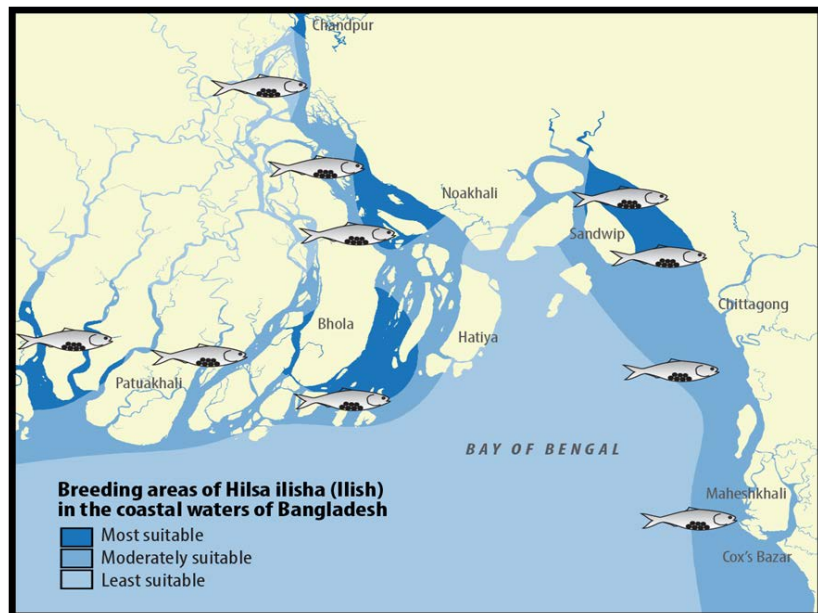 Chandpur
Noakhali
Sandwip
Chittagong
Bhola
Hatiya
Patuakhali
BAY OF BENGAL
Maheshkhali
Cox's Bazar
Breeding areas of Hilsa ilisha (Ilish)
in the coastal waters of Bangladesh
Most suitable
Moderately suitable
Least suitable